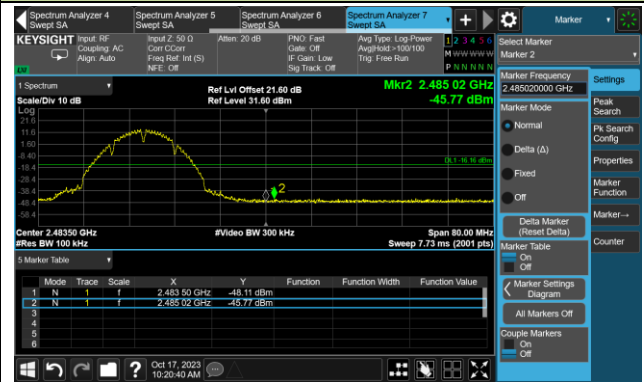 Spectrum Analyzer 4
Swept SA
Spectrum Analyzer 5
Swept SA
Spectrum Analyzer 6
Swept SA
Spectrum Analyzer 7
Swept SA
Marker
KEYSIGHT
Input: RF
Coupling: AC
Align: Auto
Input Z: 50 Ω
Corr CCorr
Freq Ref: Int (S)
NFE: Off
Atten: 20 dB
PNO: Fast
Gate: Off
IF Gain: Low
Sig Track: Off
Avg Type: Log-Power
Avg|Hold:>100/100
Trig: Free Run
1 2 3 4 5 6
M W W W W W
P N N N N N
LNI
Select Marker
Marker 2
1 Spectrum
Scale/Div 10 dB
Log
Ref Lvl Offset 21.60 dB
Ref Level 31.60 dBm
Mkr2 2.485 02 GHz
-45.77 dBm
21.6
11.6
1.60
-8.40
-18.4
-28.4
-38.4
-48.4
-58.4
DL1 -16.16 dBm
2
Center 2.48350 GHz
#Res BW 100 kHz
#Video BW 300 kHz
Span 80.00 MHz
Sweep 7.73 ms (2001 pts)
5 Marker Table
Mode Trace Scale X Y Function Function Width Function Value
1 N 1 f 2.483 50 GHz -48.11 dBm
2 N 1 f 2.485 02 GHz -45.77 dBm
3
4
5
6
Marker Frequency
2.485020000 GHz
Marker Mode
Normal
Delta (Δ)
Fixed
Off
Delta Marker
(Reset Delta)
Marker Table
On
Off
Marker Settings
Diagram
All Markers Off
Couple Markers
On
Off
Settings
Peak
Search
Pk Search
Config
Properties
Marker
Function
Marker→
Counter
?
Oct 17, 2023
10:20:40 AM